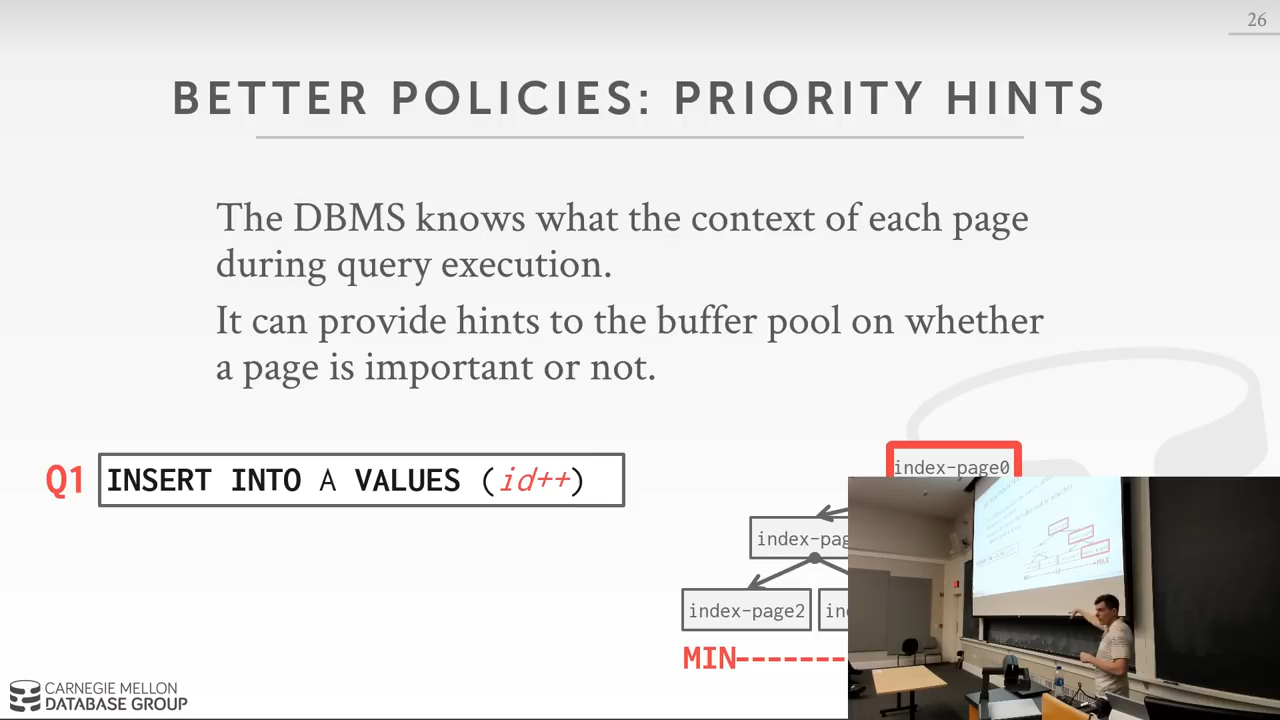 26
BETTER POLICIES: PRIORITY HINTS
The DBMS knows what the context of each page
during query execution.
It can provide hints to the buffer pool on whether
a page is important or not.
Q1 INSERT INTO A VALUES (id++)
index-page0
index-pag
index-page2
in
MIN
MAX
CARNEGIE MELLON
DATABASE GROUP